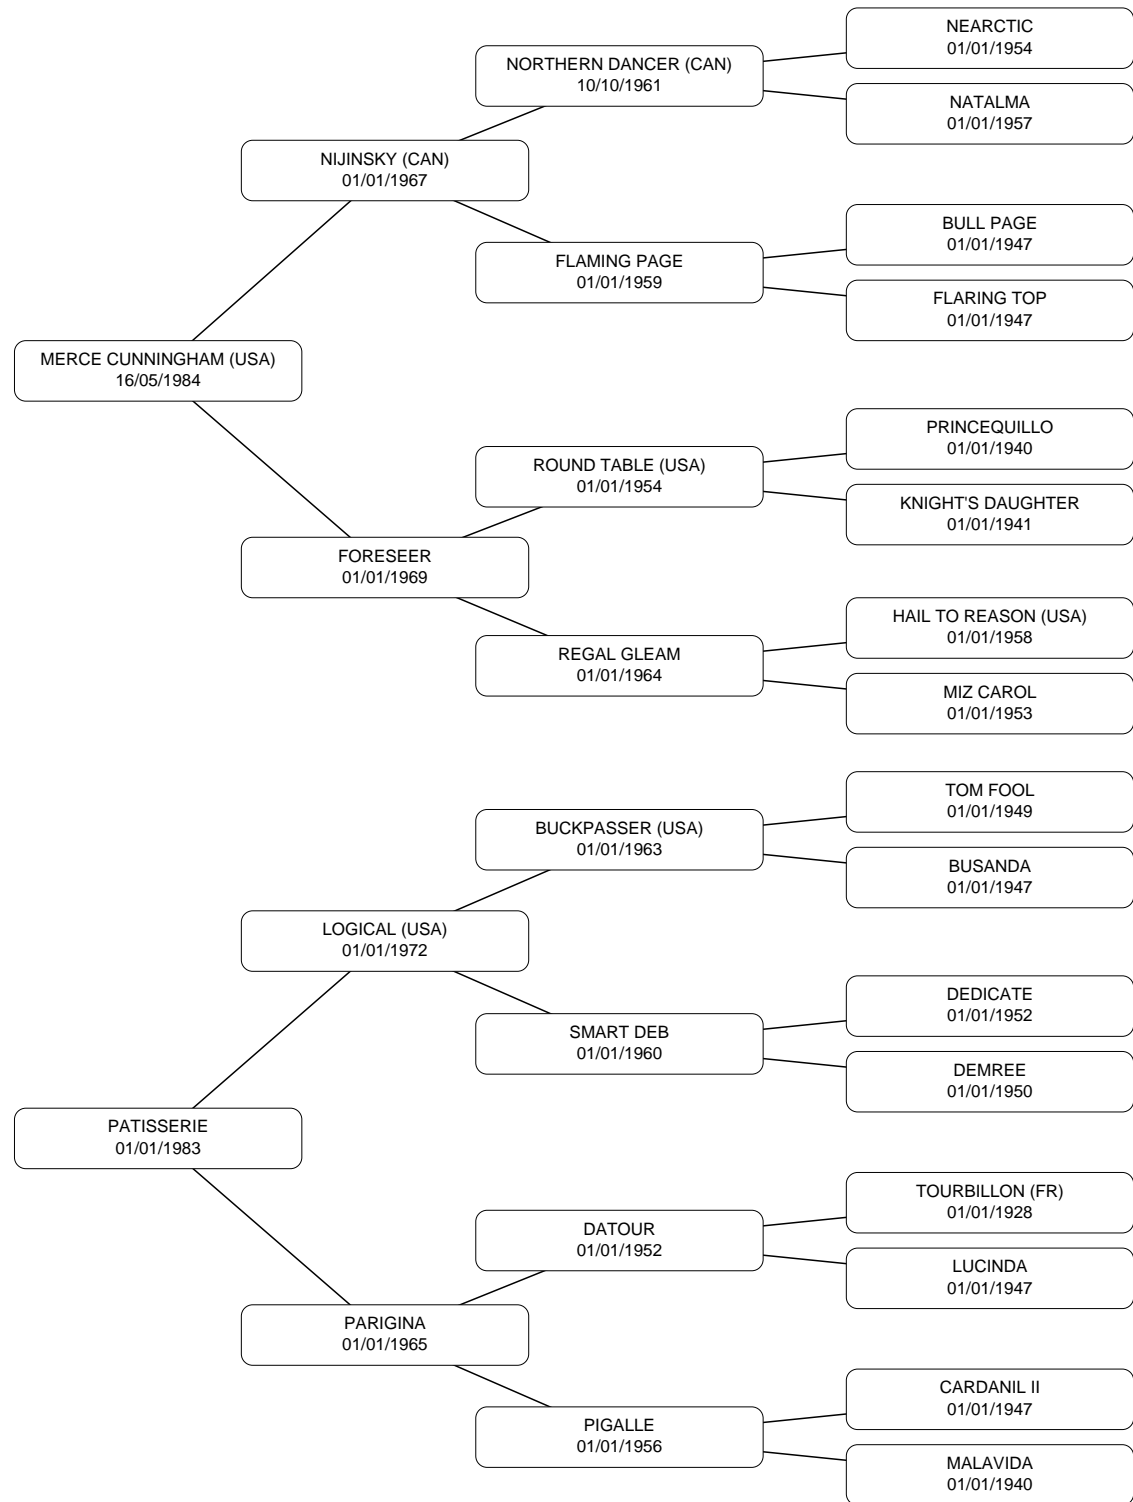 NEARCTIC
01/01/1954
NORTHERN DANCER (CAN)
10/10/1961
NATALMA
01/01/1957
NIJINSKY (CAN)
01/01/1967
BULL PAGE
01/01/1947
FLAMING PAGE
01/01/1959
FLARING TOP
01/01/1947
MERCE CUNNINGHAM (USA)
16/05/1984
PRINCEQUILLO
01/01/1940
ROUND TABLE (USA)
01/01/1954
KNIGHT'S DAUGHTER
01/01/1941
FORESEER
01/01/1969
HAIL TO REASON (USA)
01/01/1958
REGAL GLEAM
01/01/1964
MIZ CAROL
01/01/1953
TOM FOOL
01/01/1949
BUCKPASSER (USA)
01/01/1963
BUSANDA
01/01/1947
LOGICAL (USA)
01/01/1972
DEDICATE
01/01/1952
SMART DEB
01/01/1960
DEMREE
01/01/1950
PATISSERIE
01/01/1983
TOURBILLON (FR)
01/01/1928
DATOUR
01/01/1952
LUCINDA
01/01/1947
PARIGINA
01/01/1965
CARDANIL II
01/01/1947
PIGALLE
01/01/1956
MALAVIDA
01/01/1940